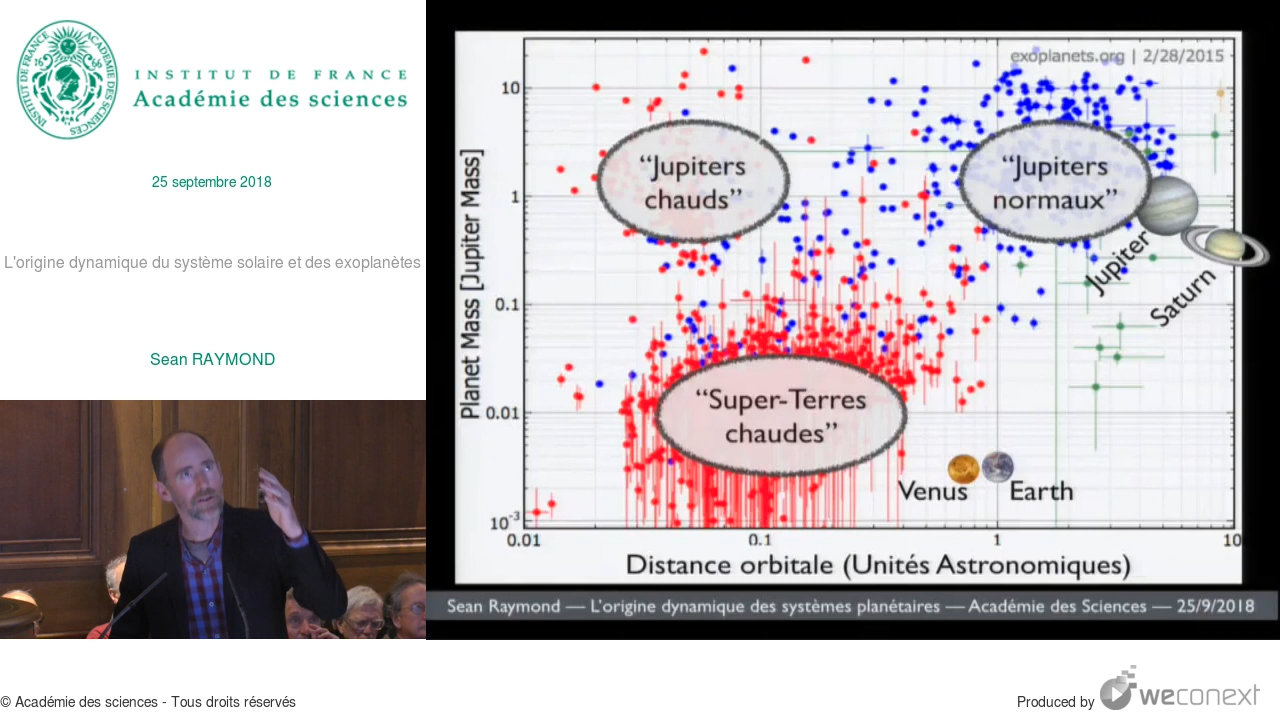 INSTITUT DE FRANCE
Académie des sciences
25 septembre 2018
L'origine dynamique du système solaire et des exoplanètes
Sean RAYMOND
exoplanets.org | 2/28/2015
Planet Mass [Jupiter Mass]
10
1
0.1
0.01
10-3
“Jupiters
chauds”
“Jupiters
normaux”
Jupiter
Saturn
“Super-Terres
chaudes”
Venus
Earth
0.01
0.1
1
10
Distance orbitale (Unités Astronomiques)
Sean Raymond — L'origine dynamique des systèmes planétaires — Académie des Sciences — 25/9/2018
© Académie des sciences - Tous droits réservés
Produced by
weconext